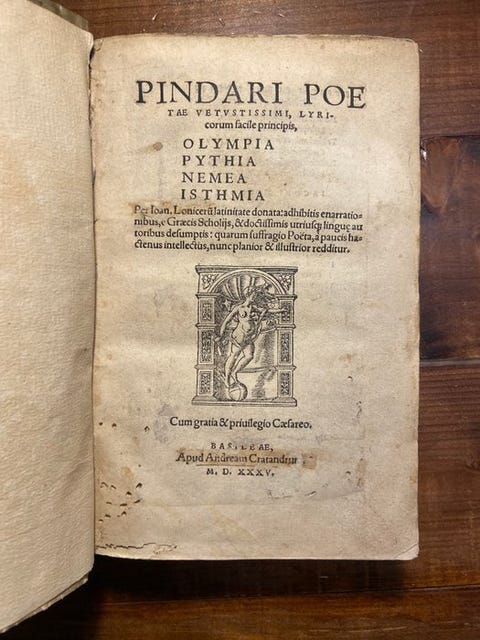 PINDARI POE
TAE VETVSTISSIMI, LYRI-
corum facile principis,
OLYMPIA
PYTHIA
NEMEA
ISTHMIA
Per Ioan. Lonicerũ latinitate donata: adhibitis enarratio-
nibus, e Græcis Scholijs, & doctissimis utriusq; linguę au
toribus desumptis: quarum suffragio Poëta, a paucis ha-
ctenus intellectus, nunc planior & illustrior redditur.
Cum gratia & priuilegio Cæsareo.
BASILEAE,
Apud Andream Cratandrum
M. D. XXXV.